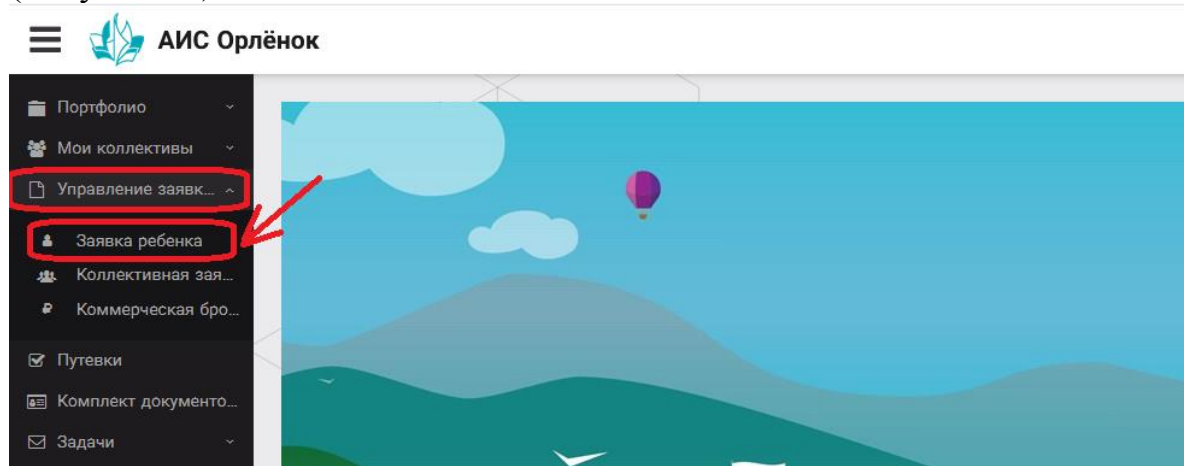 АИС Орлёнок
Портфолио
Мои коллективы
Управление заявк...
Заявка ребенка
Коллективная зая...
Коммерческая бро...
Путевки
Комплект документо...
Задачи